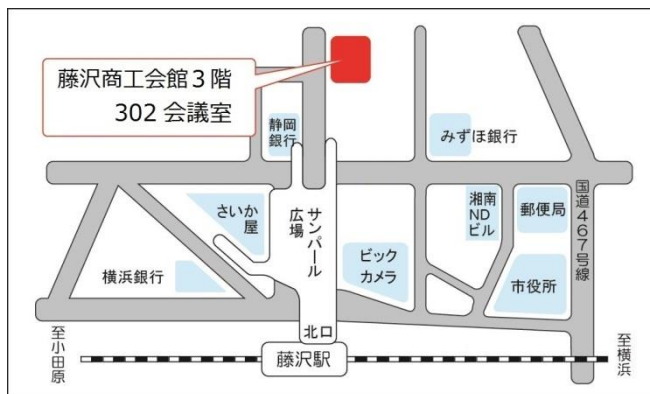 藤沢商工会館３階
302 会議室
静岡
銀行
みずほ銀行
さいか
屋
サンパール
広場
湘南
ND
ビル
郵便局
国道４６７号線
横浜銀行
ビック
カメラ
市役所
北口
藤沢駅
至小田原
至横浜